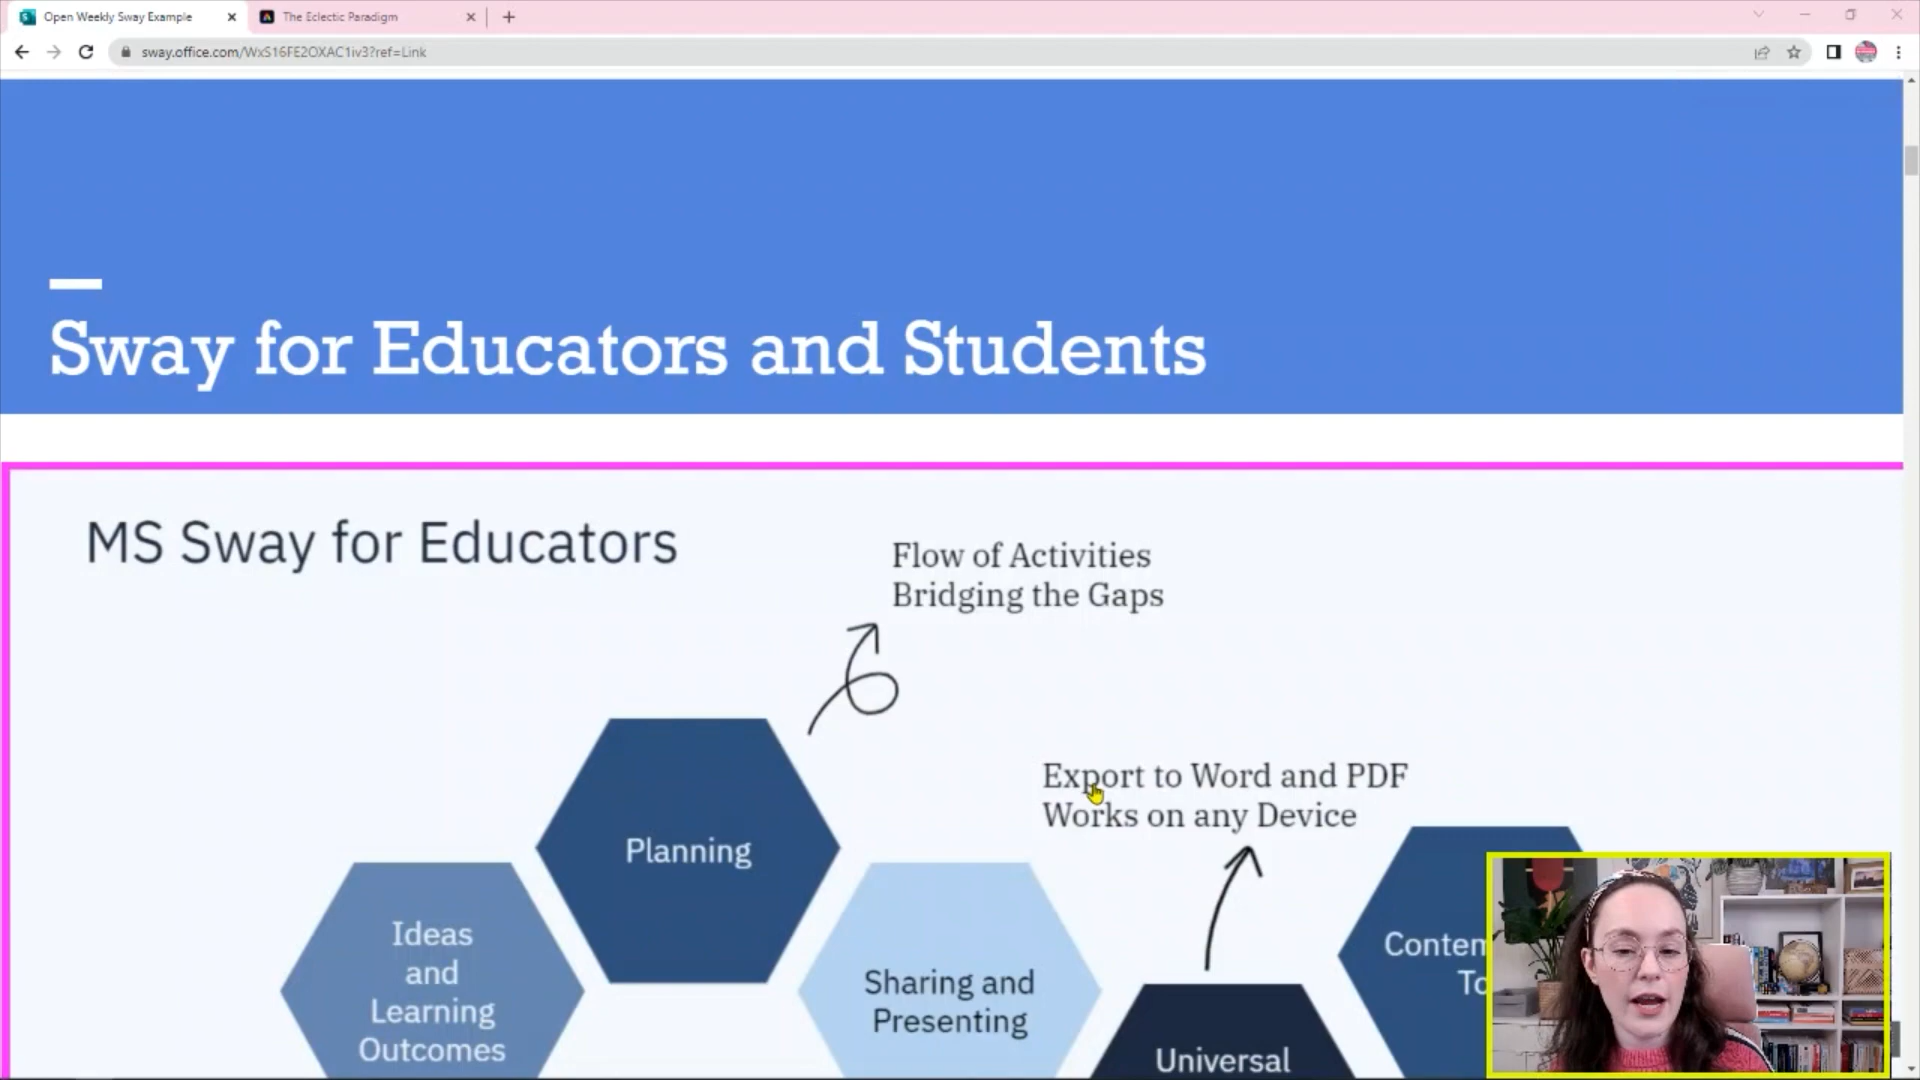 Open Weekly Sway Example
The Eclectic Paradigm
sway.office.com/WxS16FE2OXAC1iv3?ref=Link
Sway for Educators and Students
MS Sway for Educators
Flow of Activities
Bridging the Gaps
Export to Word and PDF
Works on any Device
Planning
Ideas
and
Learning
Outcomes
Sharing and
Presenting
Universal